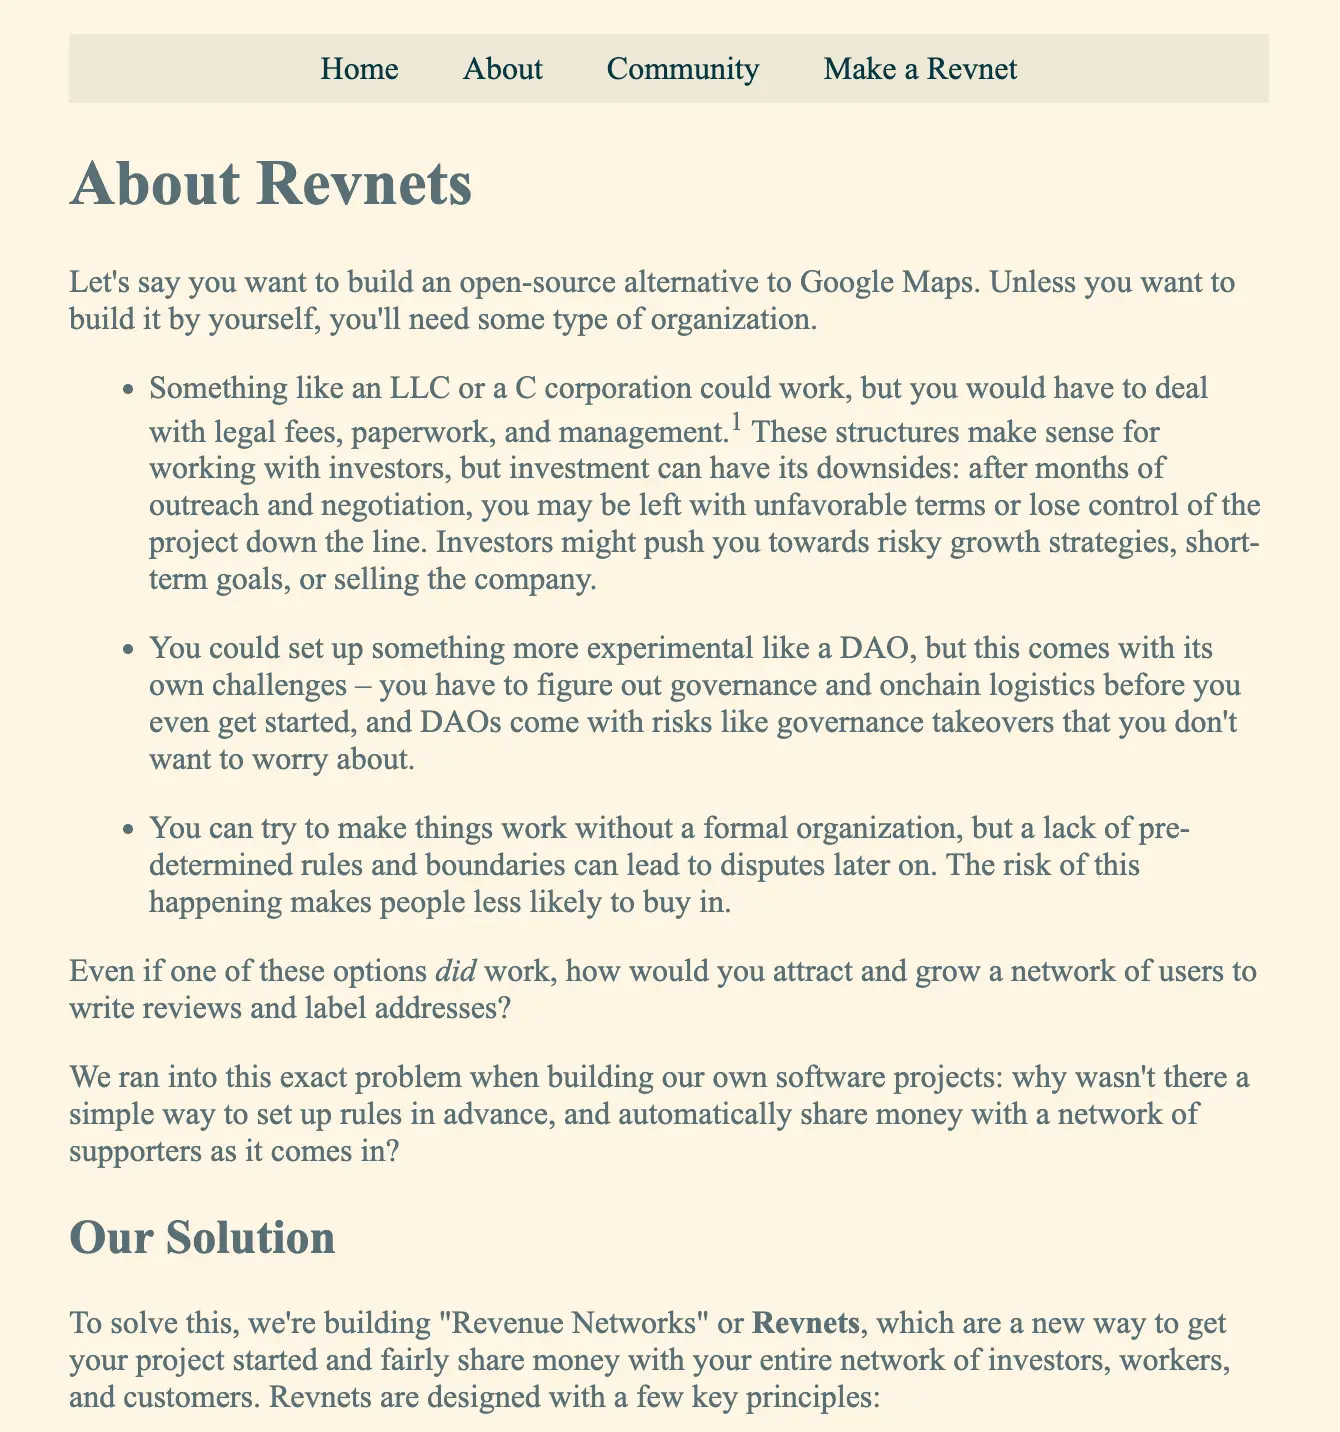 Home About Community Make a Revnet
About Revnets
Let's say you want to build an open-source alternative to Google Maps. Unless you want to
build it by yourself, you'll need some type of organization.
• Something like an LLC or a C corporation could work, but you would have to deal
with legal fees, paperwork, and management.1 These structures make sense for
working with investors, but investment can have its downsides: after months of
outreach and negotiation, you may be left with unfavorable terms or lose control of the
project down the line. Investors might push you towards risky growth strategies, short-
term goals, or selling the company.
• You could set up something more experimental like a DAO, but this comes with its
own challenges – you have to figure out governance and onchain logistics before you
even get started, and DAOs come with risks like governance takeovers that you don't
want to worry about.
• You can try to make things work without a formal organization, but a lack of pre-
determined rules and boundaries can lead to disputes later on. The risk of this
happening makes people less likely to buy in.
Even if one of these options did work, how would you attract and grow a network of users to
write reviews and label addresses?
We ran into this exact problem when building our own software projects: why wasn't there a
simple way to set up rules in advance, and automatically share money with a network of
supporters as it comes in?
Our Solution
To solve this, we're building "Revenue Networks" or Revnets, which are a new way to get
your project started and fairly share money with your entire network of investors, workers,
and customers. Revnets are designed with a few key principles: